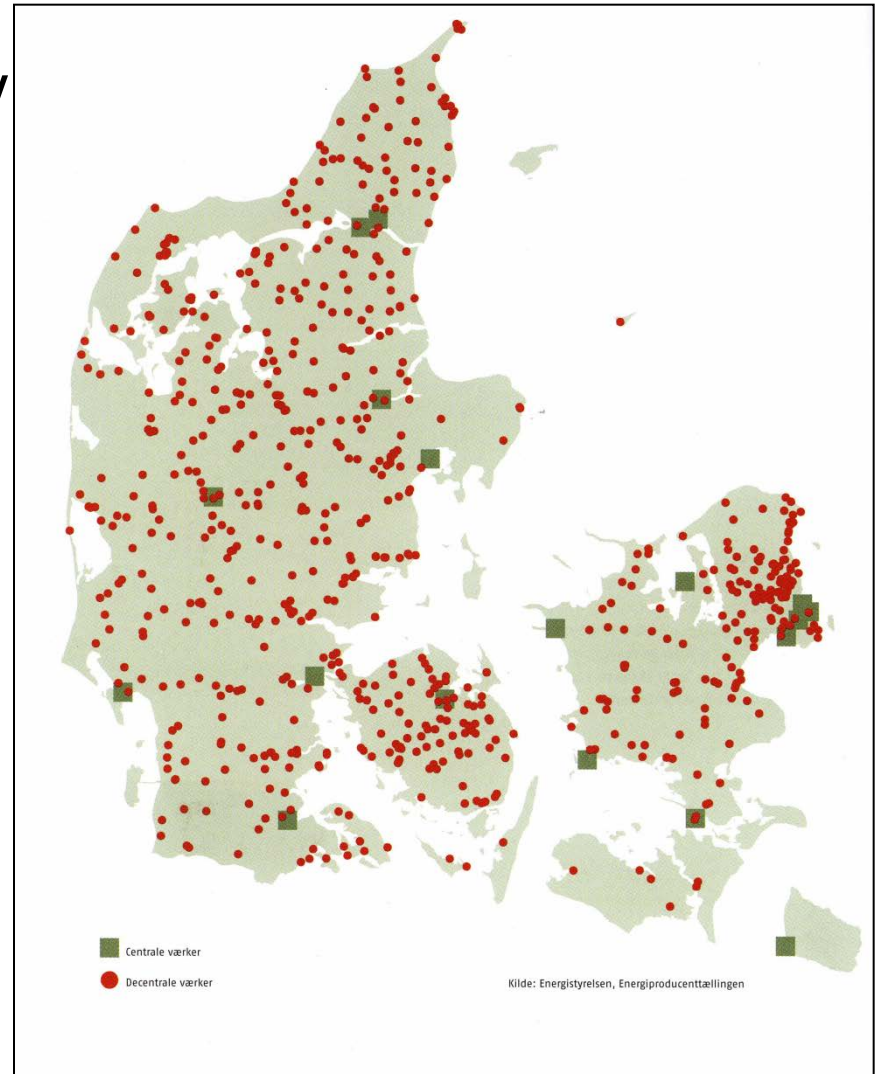 y
Centrale værker
Decentrale værker
Kilde: Energistyrelsen, Energiproducenttællingen